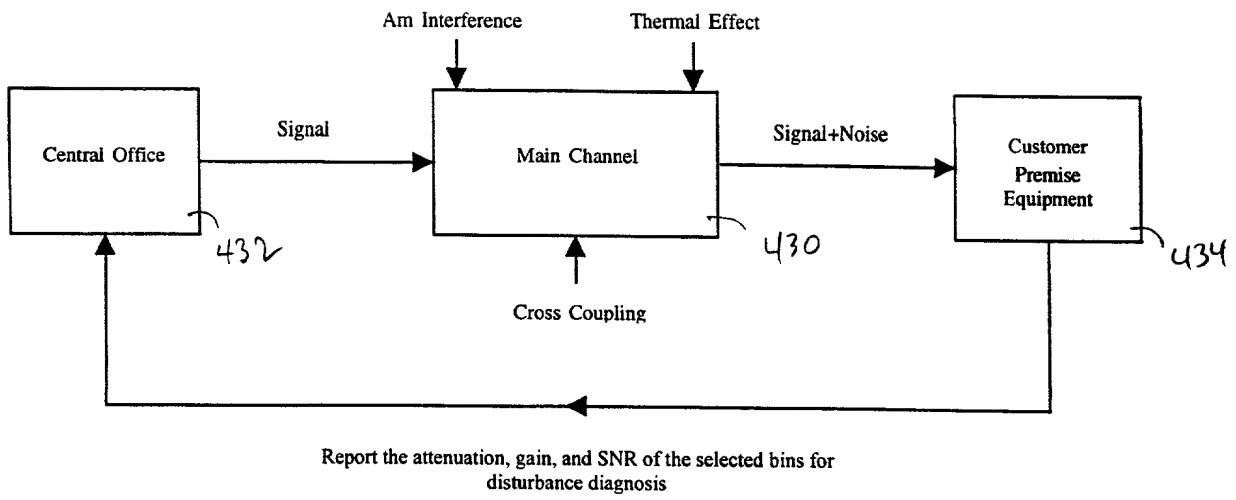 Am Interference
Thermal Effect
Central Office
Signal
Main Channel
Signal+Noise
Customer
Premise
Equipment
432
430
434
Cross Coupling
Report the attenuation, gain, and SNR of the selected bins for
disturbance diagnosis